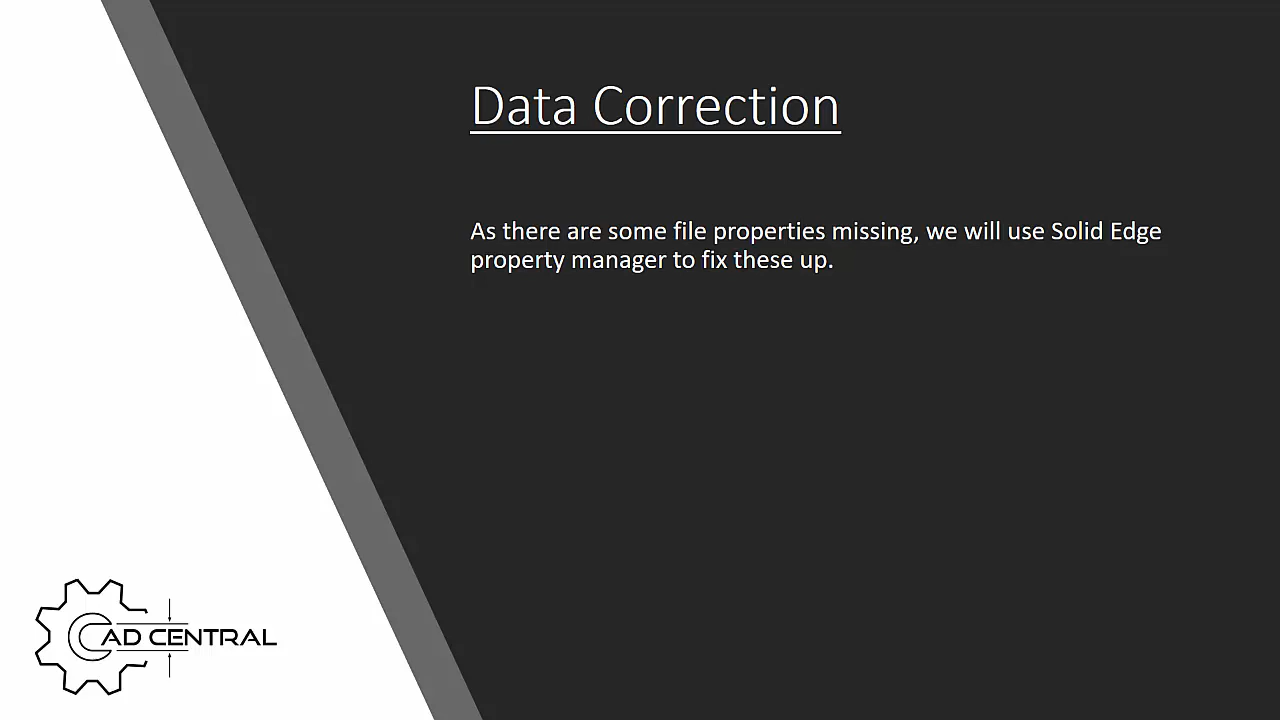 Data Correction
As there are some file properties missing, we will use Solid Edge
property manager to fix these up.
CAD CENTRAL